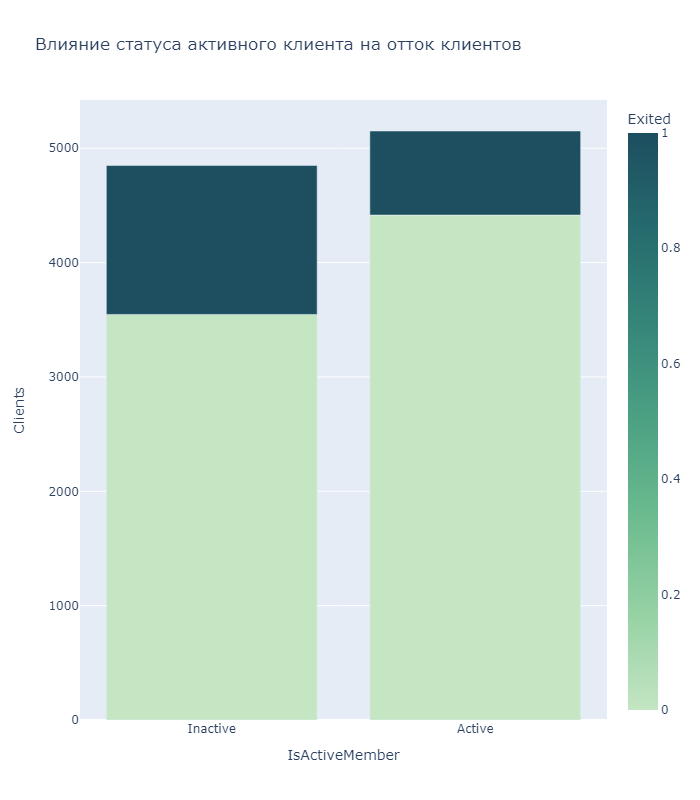 Влияние статуса активного клиента на отток клиентов
Exited
1
0.8
0.6
0.4
0.2
0
Clients
5000
4000
3000
2000
1000
0
Inactive
Active
IsActiveMember